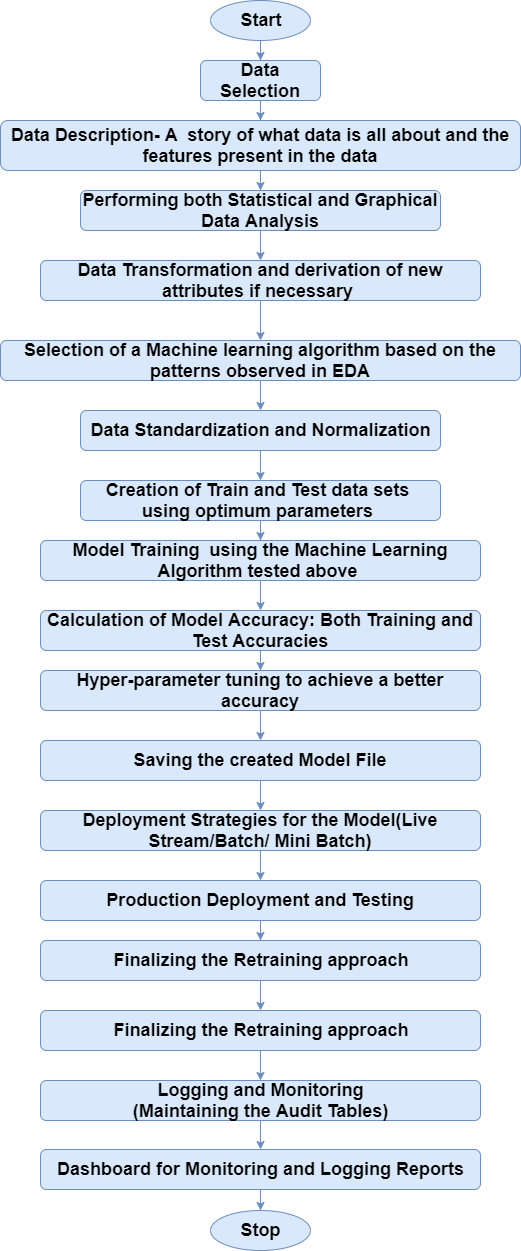 Start
Data
Selection
Data Description- A  story of what data is all about and the
features present in the data
Performing both Statistical and Graphical
Data Analysis
Data Transformation and derivation of new
attributes if necessary
Selection of a Machine learning algorithm based on the
patterns observed in EDA
Data Standardization and Normalization
Creation of Train and Test data sets
using optimum parameters
Model Training  using the Machine Learning
Algorithm tested above
Calculation of Model Accuracy: Both Training and
Test Accuracies
Hyper-parameter tuning to achieve a better
accuracy
Saving the created Model File
Deployment Strategies for the Model(Live
Stream/Batch/ Mini Batch)
Production Deployment and Testing
Finalizing the Retraining approach
Finalizing the Retraining approach
Logging and Monitoring
(Maintaining the Audit Tables)
Dashboard for Monitoring and Logging Reports
Stop